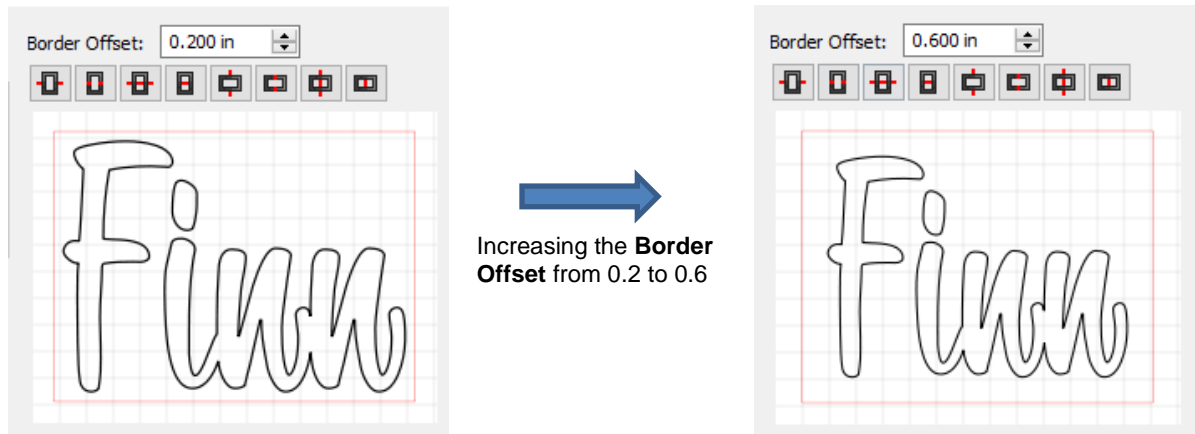 Border Offset: 0.200 in
Finn
Increasing the Border
Offset from 0.2 to 0.6
Border Offset: 0.600 in
Finn